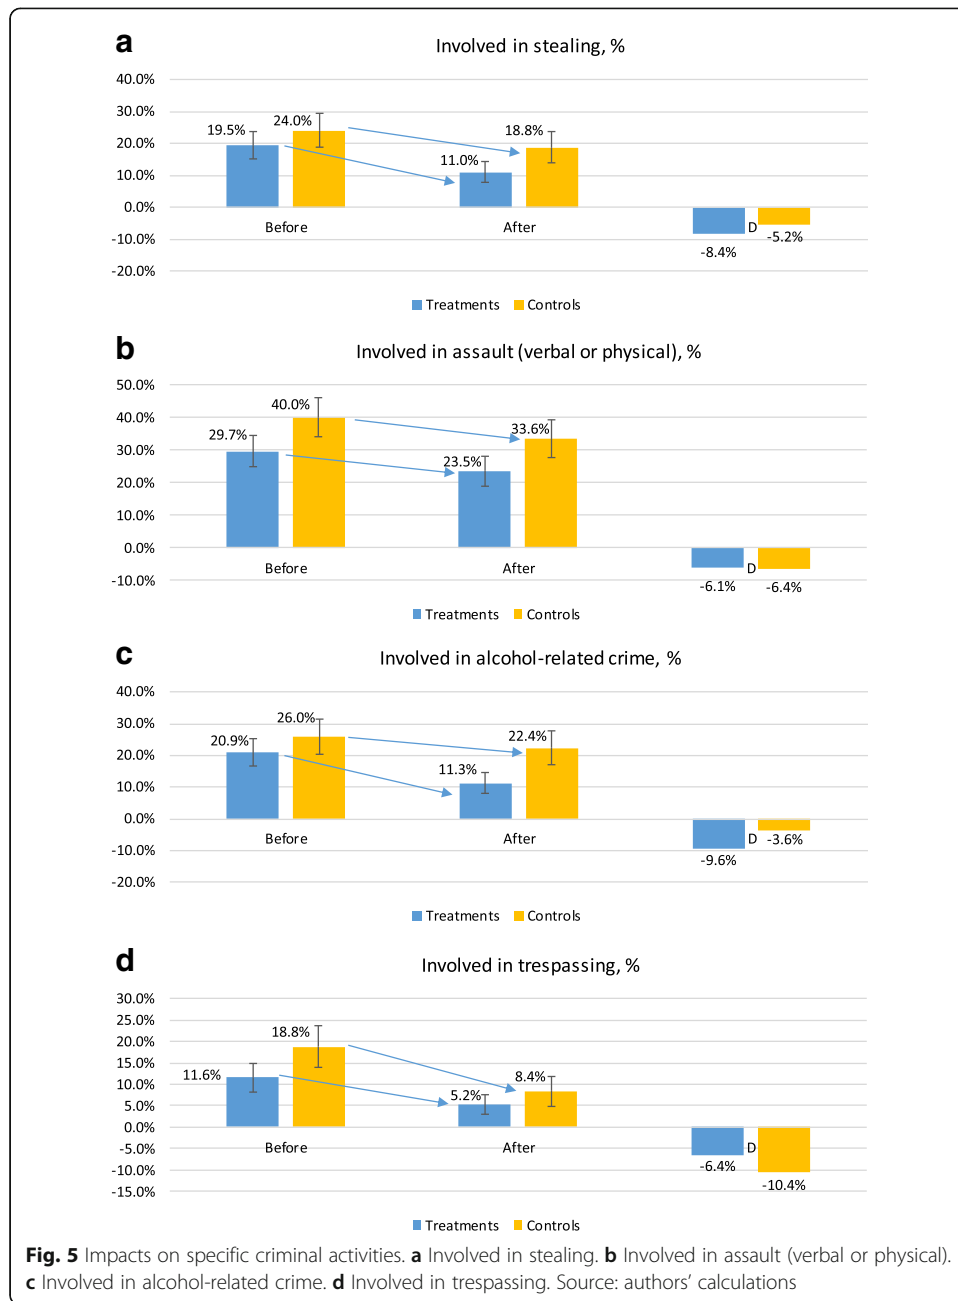 a
Involved in stealing, %
40.0%
30.0%
20.0%
10.0%
0.0%
-10.0%
-20.0%
19.5%
24.0%
11.0%
18.8%
-8.4%
-5.2%
Before
After
D
Treatments
Controls
b
Involved in assault (verbal or physical), %
50.0%
40.0%
30.0%
20.0%
10.0%
0.0%
-10.0%
29.7%
40.0%
23.5%
33.6%
-6.1%
-6.4%
Before
After
D
Treatments
Controls
c
Involved in alcohol-related crime, %
40.0%
30.0%
20.0%
10.0%
0.0%
-10.0%
-20.0%
20.9%
26.0%
11.3%
22.4%
-9.6%
-3.6%
Before
After
D
Treatments
Controls
d
Involved in trespassing, %
30.0%
25.0%
20.0%
15.0%
10.0%
5.0%
0.0%
-5.0%
-10.0%
-15.0%
11.6%
18.8%
5.2%
8.4%
-6.4%
-10.4%
Before
After
D
Treatments
Controls
Fig. 5 Impacts on specific criminal activities. a Involved in stealing. b Involved in assault (verbal or physical).
c Involved in alcohol-related crime. d Involved in trespassing. Source: authors' calculations